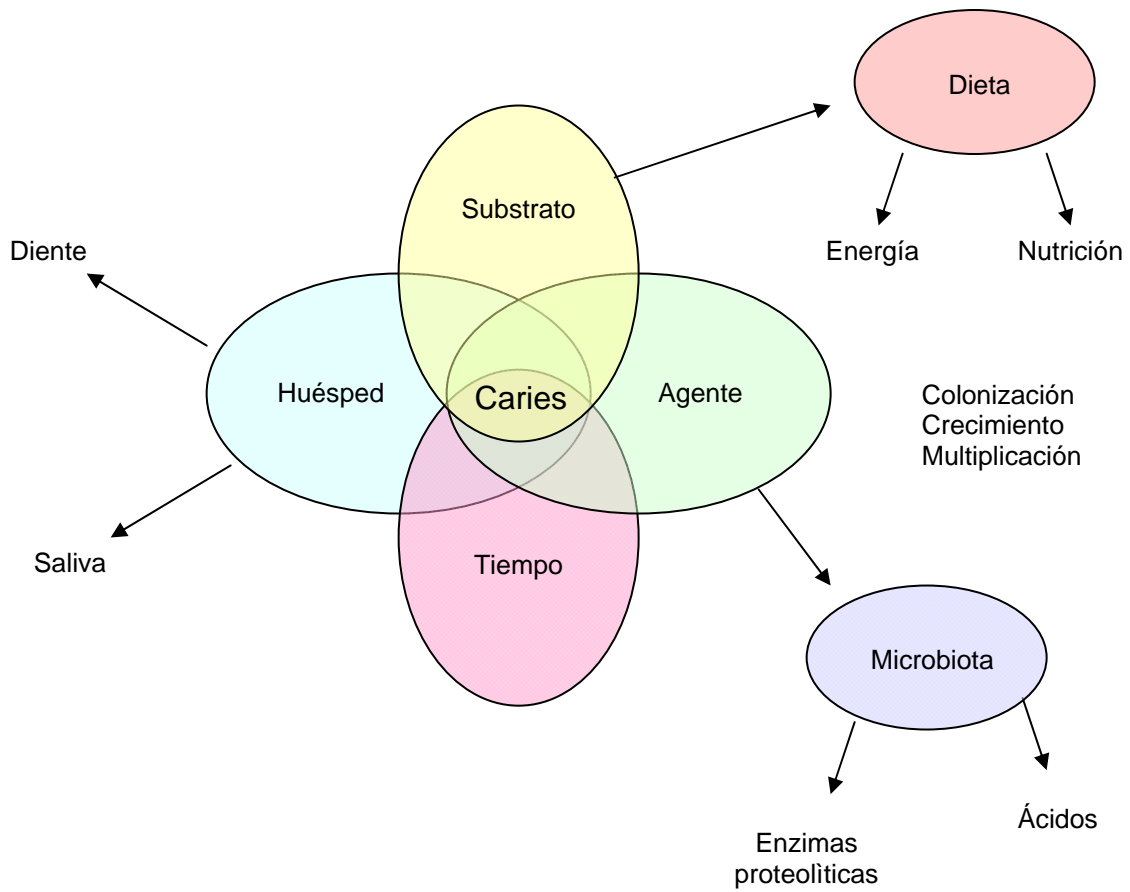 Dieta
Substrato
Diente
Energía
Nutrición
Huésped
Caries
Agente
Colonización
Crecimiento
Multiplicación
Saliva
Tiempo
Microbiota
Ácidos
Enzimas
proteolìticas